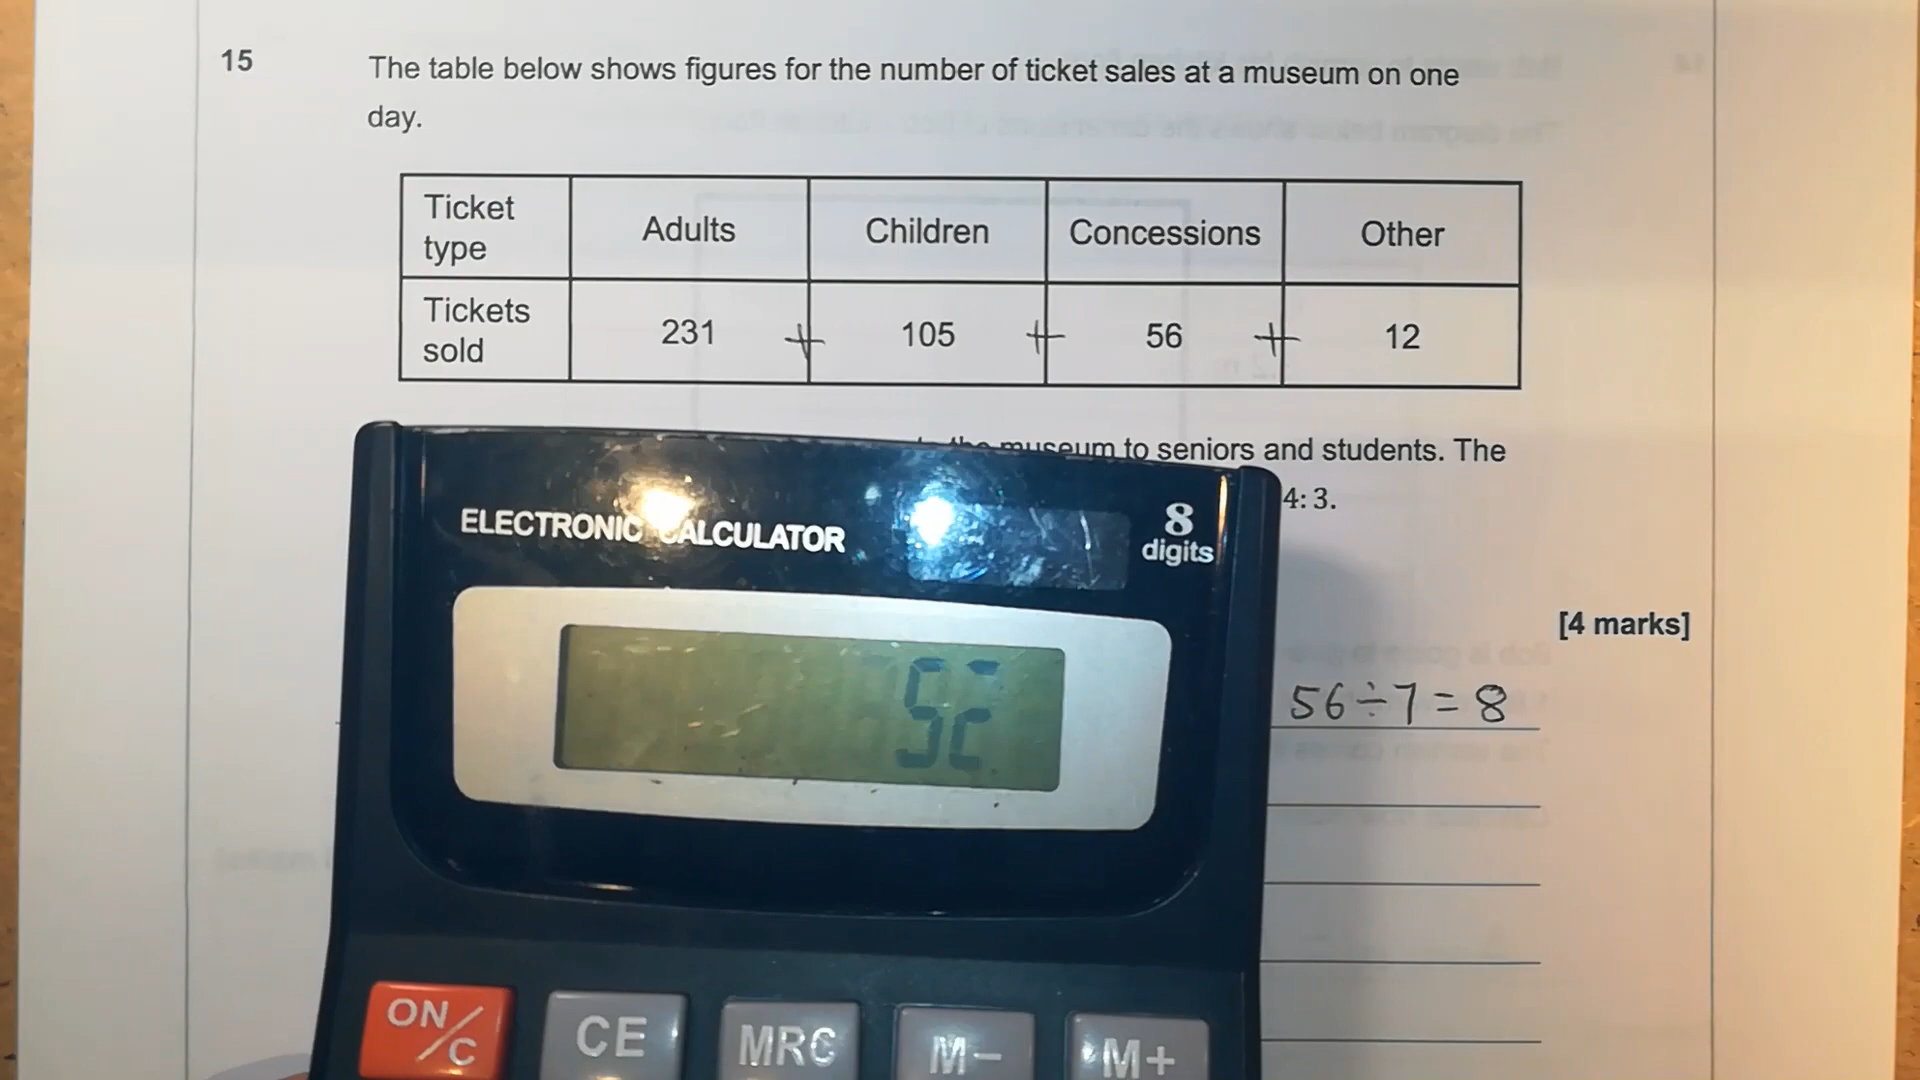 15
The table below shows figures for the number of ticket sales at a museum on one
day.
Ticket type Adults Children Concessions Other
Tickets sold 231 + 105 + 56 + 12
the museum to seniors and students. The
4: 3.
[4 marks]
56÷7=8
ELECTRONIC CALCULATOR
8
digits
ON/C CE MRC M− M+